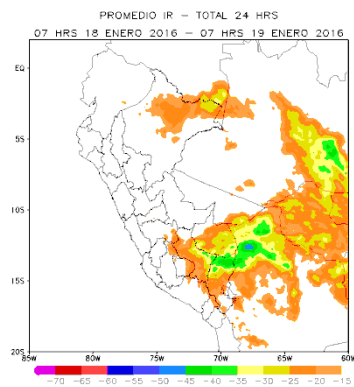 PROMEDIO IR - TOTAL 24 HRS
07 HRS 18 ENERO 2016 - 07 HRS 19 ENERO 2016
EQ
5S
10S
15S
20S
85W 80W 75W 70W 65W 60W
-70 -65 -60 -55 -50 -45 -40 -35 -30 -25 -20 -15